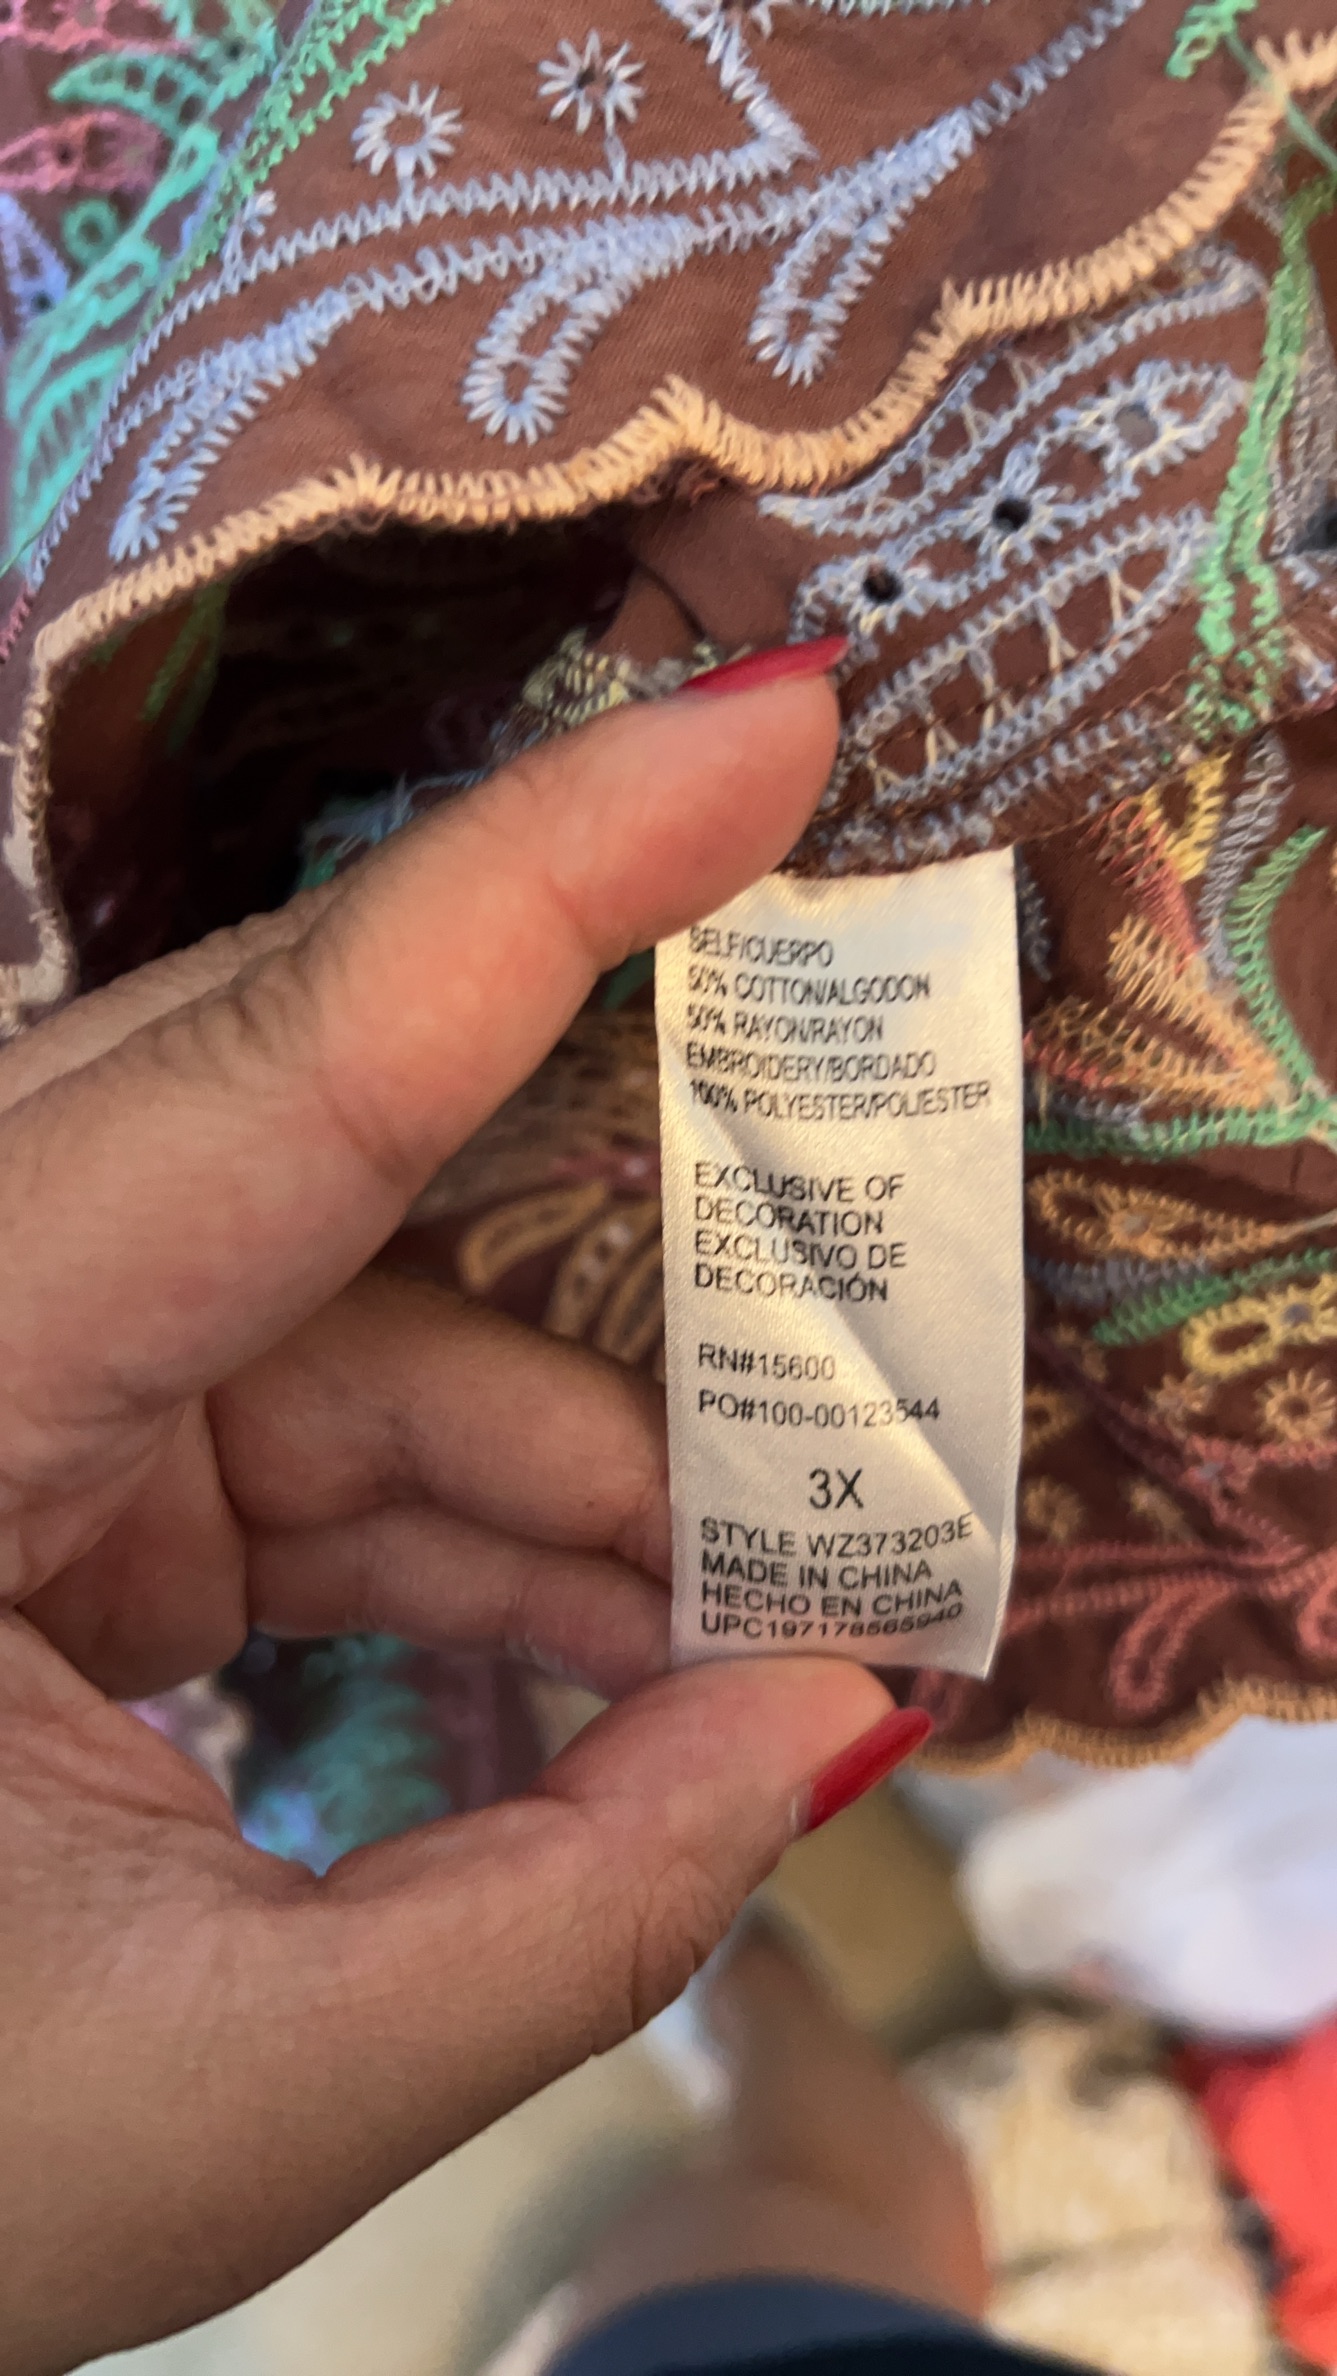 SELF/CUERPO
50% COTTON/ALGODON
50% RAYON/RAYON
EMBROIDERY/BORDADO
100% POLYESTER/POLIESTER
EXCLUSIVE OF
DECORATION
EXCLUSIVO DE
DECORACIÓN
RN#15600
PO#100-00123544
3X
STYLE WZ373203E
MADE IN CHINA
HECHO EN CHINA
UPC197178565940